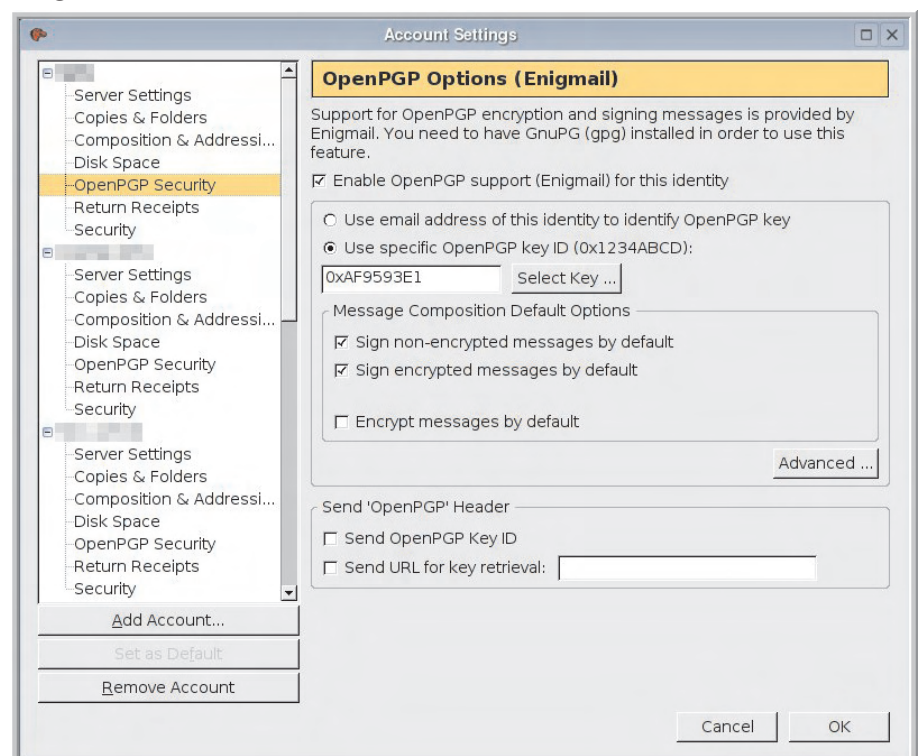 Account Settings
Server Settings
Copies & Folders
Composition & Addressi...
Disk Space
OpenPGP Security
Return Receipts
Security
Server Settings
Copies & Folders
Composition & Addressi...
Disk Space
OpenPGP Security
Return Receipts
Security
Server Settings
Copies & Folders
Composition & Addressi...
Disk Space
OpenPGP Security
Return Receipts
Security
Add Account...
Set as Default
Remove Account
OpenPGP Options (Enigmail)
Support for OpenPGP encryption and signing messages is provided by
Enigmail. You need to have GnuPG (gpg) installed in order to use this
feature.
Enable OpenPGP support (Enigmail) for this identity
Use email address of this identity to identify OpenPGP key
Use specific OpenPGP key ID (0x1234ABCD):
0xAF9593E1 Select Key ...
Message Composition Default Options
Sign non-encrypted messages by default
Sign encrypted messages by default
Encrypt messages by default
Advanced ...
Send 'OpenPGP' Header
Send OpenPGP Key ID
Send URL for key retrieval:
Cancel OK